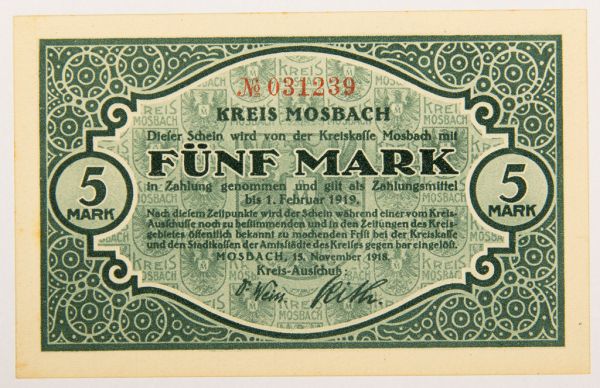 № 031239
KREIS MOSBACH
Dieſer Schein wird von der Kreiskaſſe Mosbach mit
FÜNF MARK
in Zahlung genommen und gilt als Zahlungsmittel
bis 1. Februar 1919.
Nach dieſem Zeitpunkte wird der Schein während einer vom Kreis-
Ausſchuſſe noch zu beſtimmenden und in den Zeitungen des Kreis-
gebietes öffentlich bekannt zu machenden Friſt bei der Kreiskaſſe
und den Stadtkaſſen der Amtsſtädte des Kreiſes gegen bar eingelöſt.
MOSBACH, 15. November 1918.
Kreis-Ausſchuß:
5
MARK
5
MARK
KREIS
MOSBACH